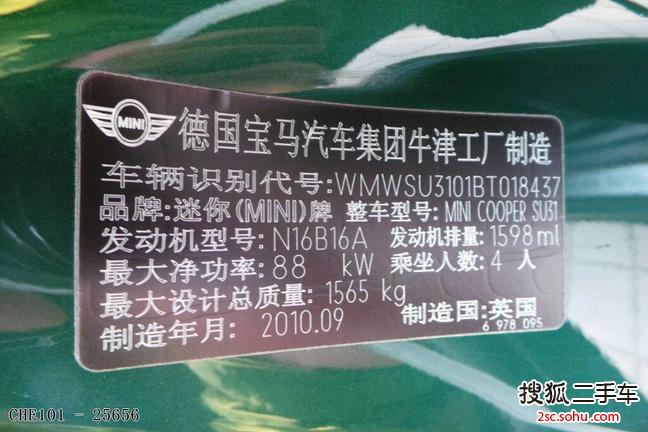 MINI
德国宝马汽车集团牛津工厂制造
车辆识别代号:WMWSU3101BT018437
品牌:迷你(MINI)牌 整车型号:MINI COOPER SU31
发动机型号:N16B16A 发动机排量:1598ml
最大净功率:88 kW 乘坐人数:4 人
最大设计总质量:1565 kg
制造年月:2010.09 制造国:英国
6 978 095
CHE101 - 25656
搜狐二手车
2sc.sohu.com